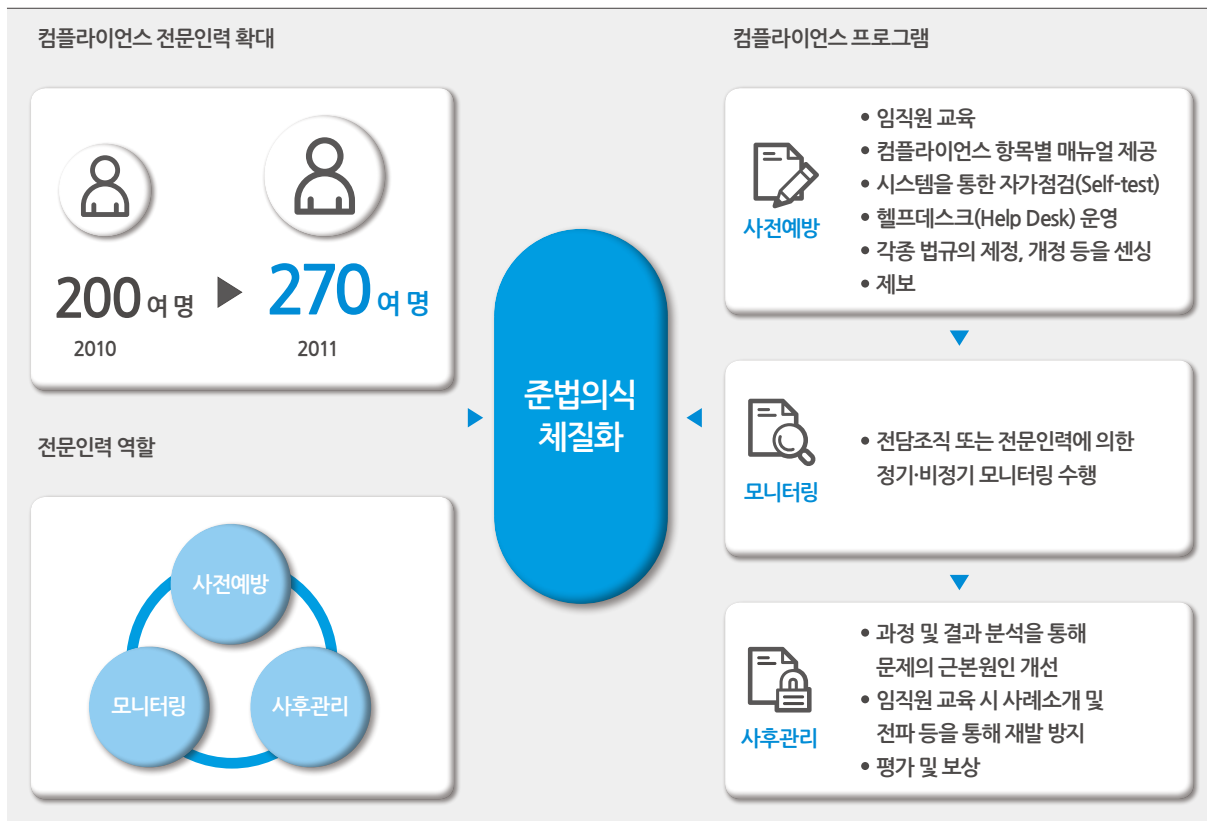 컴플라이언스 전문인력 확대
200여 명
270여 명
2010
2011
전문인력 역할
사전예방
모니터링
사후관리
준법의식
체질화
컴플라이언스 프로그램
사전예방
• 임직원 교육
• 컴플라이언스 항목별 매뉴얼 제공
• 시스템을 통한 자가점검(Self-test)
• 헬프데스크(Help Desk) 운영
• 각종 법규의 제정, 개정 등을 센싱
• 제보
모니터링
• 전담조직 또는 전문인력에 의한
정기·비정기 모니터링 수행
사후관리
• 과정 및 결과 분석을 통해
문제의 근본원인 개선
• 임직원 교육 시 사례소개 및
전파 등을 통해 재발 방지
• 평가 및 보상